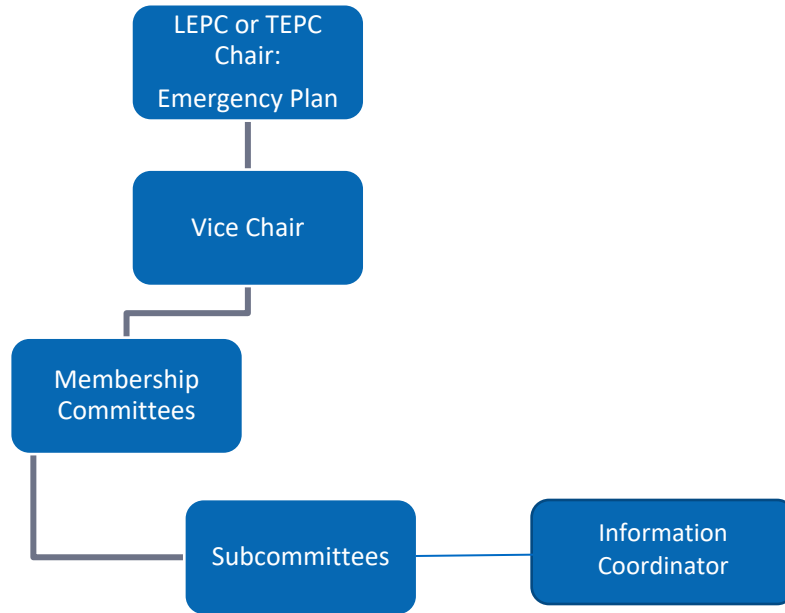 LEPC or TEPC
Chair:
Emergency Plan
Vice Chair
Membership
Committees
Subcommittees
Information
Coordinator